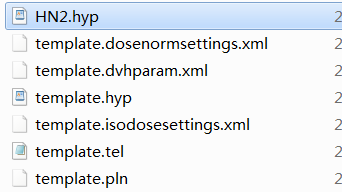 HN2.hyp
template.dosenormsettings.xml
template.dvhparam.xml
template.hyp
template.isodosesettings.xml
template.tel
template.pln